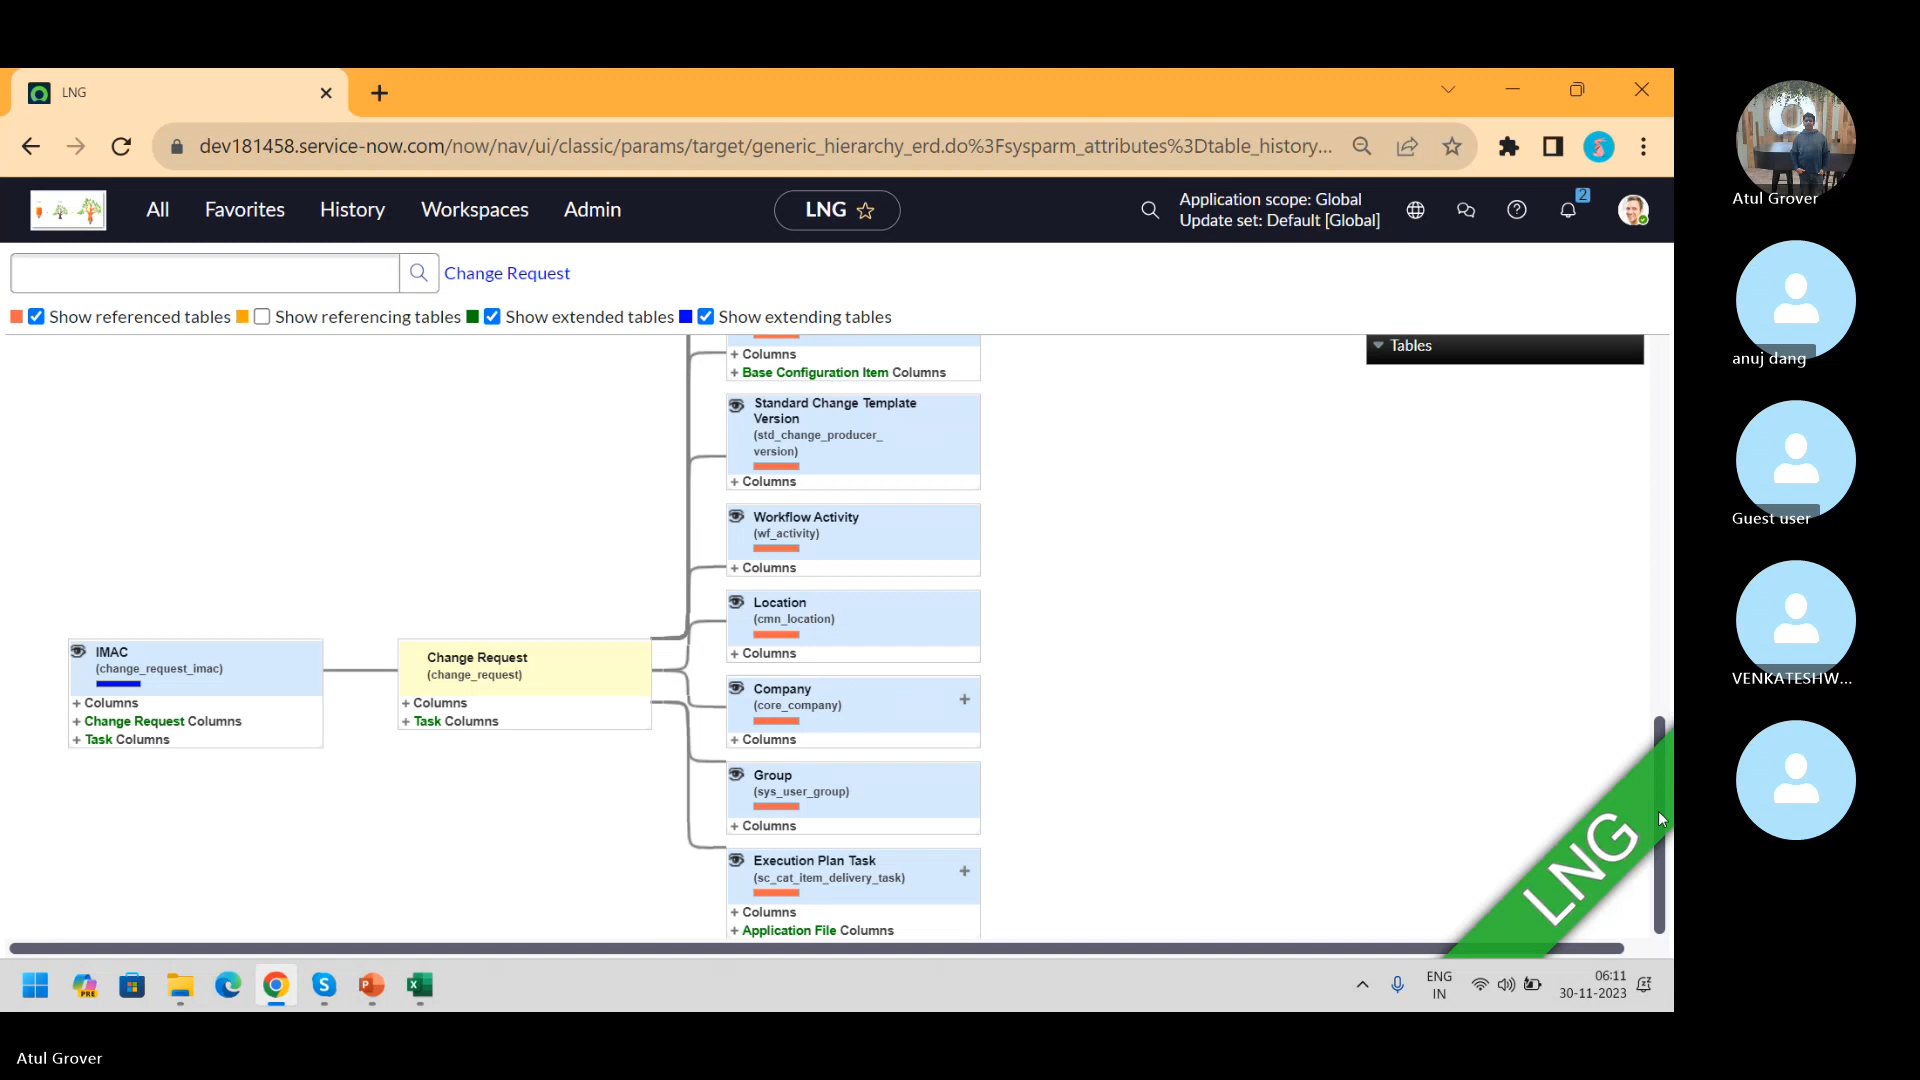 LNG
dev181458.service-now.com/now/nav/ui/classic/params/target/generic_hierarchy_erd.do%3Fsysparm_attributes%3Dtable_history...
All Favorites History Workspaces Admin
LNG
Application scope: Global
Update set: Default [Global]
2
Change Request
Show referenced tables Show referencing tables Show extended tables Show extending tables
Tables
+ Columns
+ Base Configuration Item Columns
Standard Change Template
Version
(std_change_producer_
version)
+ Columns
Workflow Activity
(wf_activity)
+ Columns
Location
(cmn_location)
+ Columns
IMAC
(change_request_imac)
+ Columns
+ Change Request Columns
+ Task Columns
Change Request
(change_request)
+ Columns
+ Task Columns
Company
(core_company)
+ Columns
Group
(sys_user_group)
+ Columns
Execution Plan Task
(sc_cat_item_delivery_task)
+ Columns
+ Application File Columns
LNG
PRE
ENG
IN
06:11
30-11-2023
Atul Grover
anuj dang
Guest user
VENKATESHW...
Atul Grover